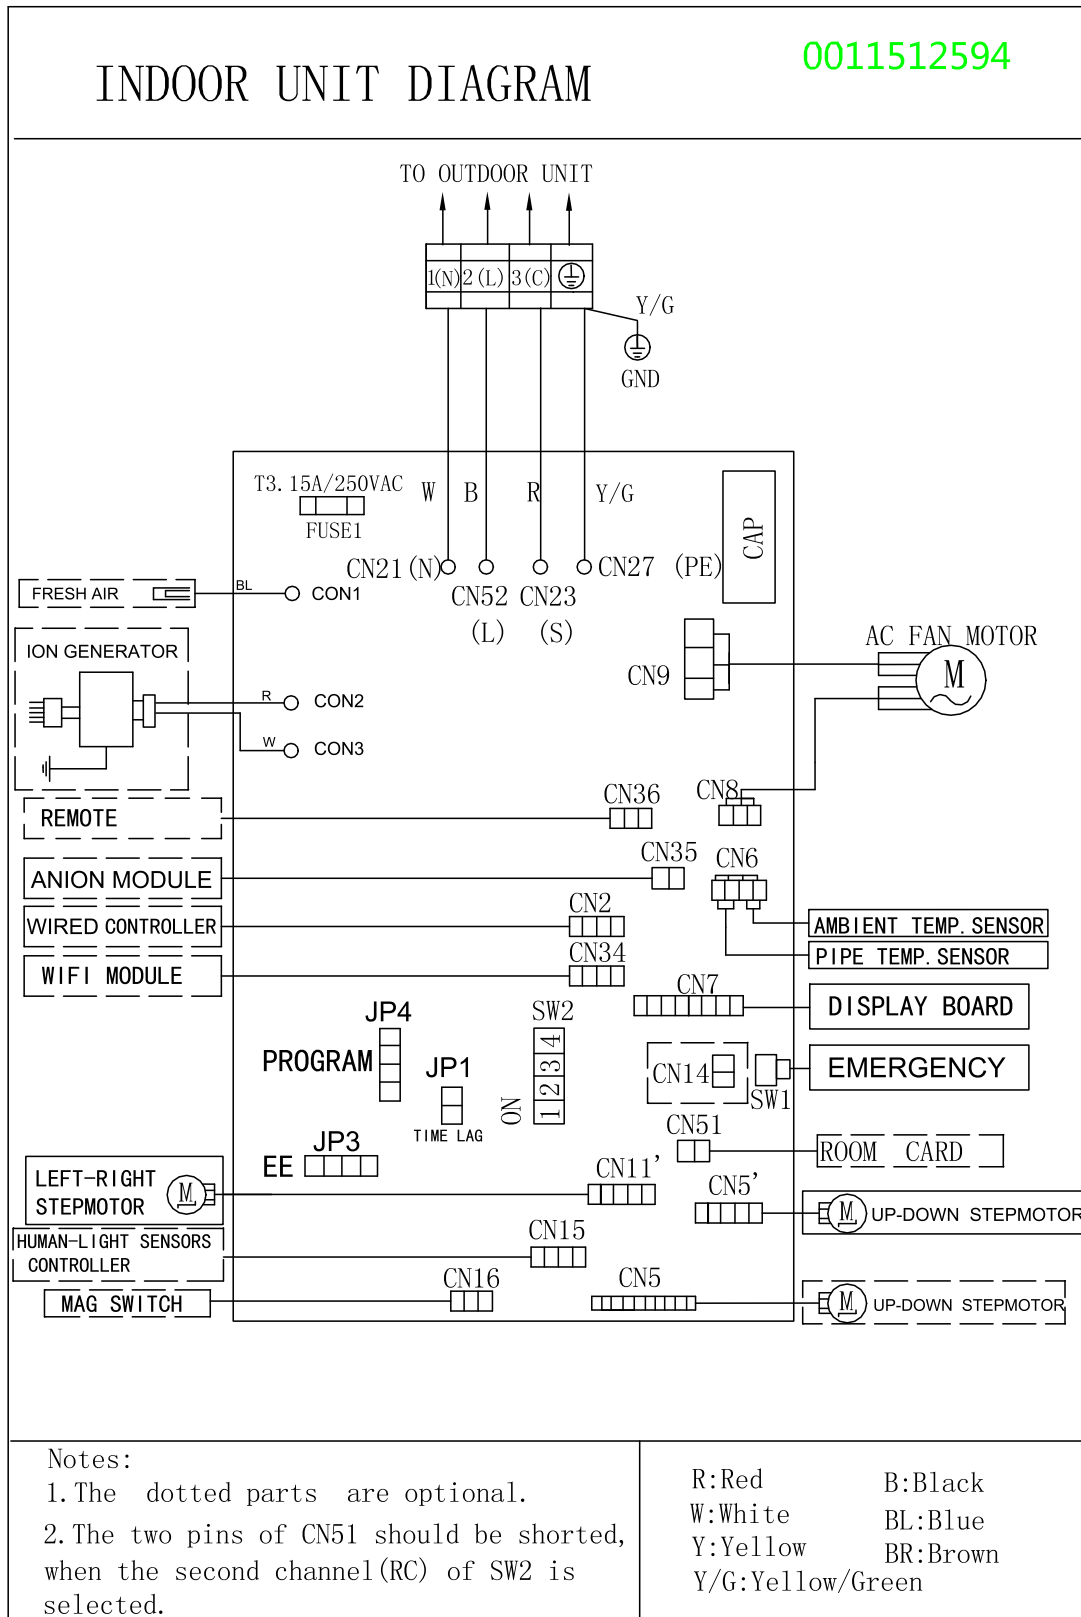 INDOOR UNIT DIAGRAM
0011512594
TO OUTDOOR UNIT
1(N) 2(L) 3(C)
Y/G
GND
T3.15A/250VAC
FUSE1
W B R Y/G
CAP
CN21(N)
CN52
(L)
CN23
(S)
CN27 (PE)
FRESH AIR
BL
CON1
ION GENERATOR
R
CON2
W
CON3
CN9
AC FAN MOTOR
M
REMOTE
CN36
CN8
ANION MODULE
CN35
CN6
WIRED CONTROLLER
CN2
AMBIENT TEMP.SENSOR
WIFI MODULE
CN34
PIPE TEMP.SENSOR
CN7
DISPLAY BOARD
JP4
PROGRAM
JP1
TIME LAG
SW2
ON
1 2 3 4
CN14
SW1
EMERGENCY
JP3
EE
CN51
ROOM CARD
LEFT-RIGHT
STEPMOTOR
M
CN11'
CN5'
M
UP-DOWN STEPMOTOR
HUMAN-LIGHT SENSORS
CONTROLLER
CN15
MAG SWITCH
CN16
CN5
M
UP-DOWN STEPMOTOR
Notes:
1.The dotted parts are optional.
2.The two pins of CN51 should be shorted,
when the second channel(RC) of SW2 is
selected.
R:Red
B:Black
W:White
BL:Blue
Y:Yellow
BR:Brown
Y/G:Yellow/Green